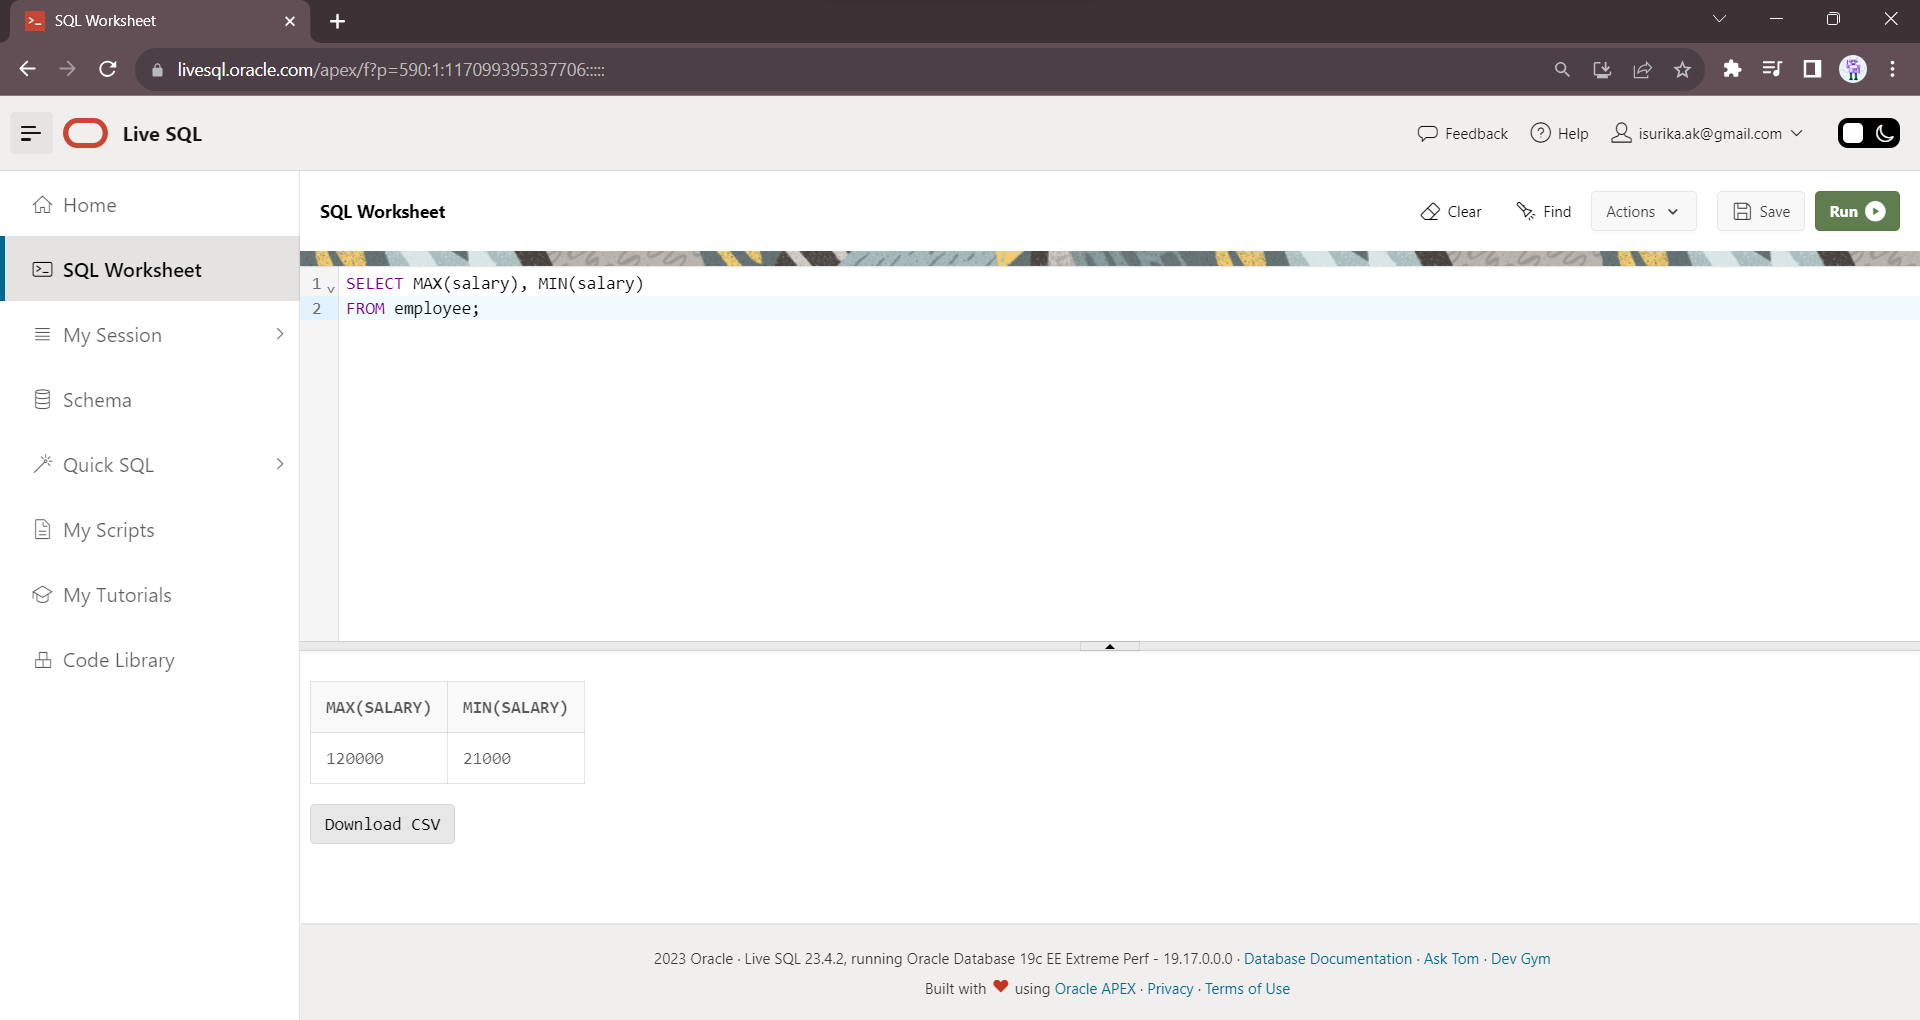 SQL Worksheet
livesql.oracle.com/apex/f?p=590:1:117099395337706:::::
Live SQL
Feedback
Help
isurika.ak@gmail.com
Home
SQL Worksheet
My Session
Schema
Quick SQL
My Scripts
My Tutorials
Code Library
SQL Worksheet
Clear
Find
Actions
Save
Run
1 SELECT MAX(salary), MIN(salary)
2 FROM employee;
MAX(SALARY) MIN(SALARY)
120000 21000
Download CSV
2023 Oracle · Live SQL 23.4.2, running Oracle Database 19c EE Extreme Perf - 19.17.0.0.0 · Database Documentation · Ask Tom · Dev Gym
Built with ❤ using Oracle APEX · Privacy · Terms of Use